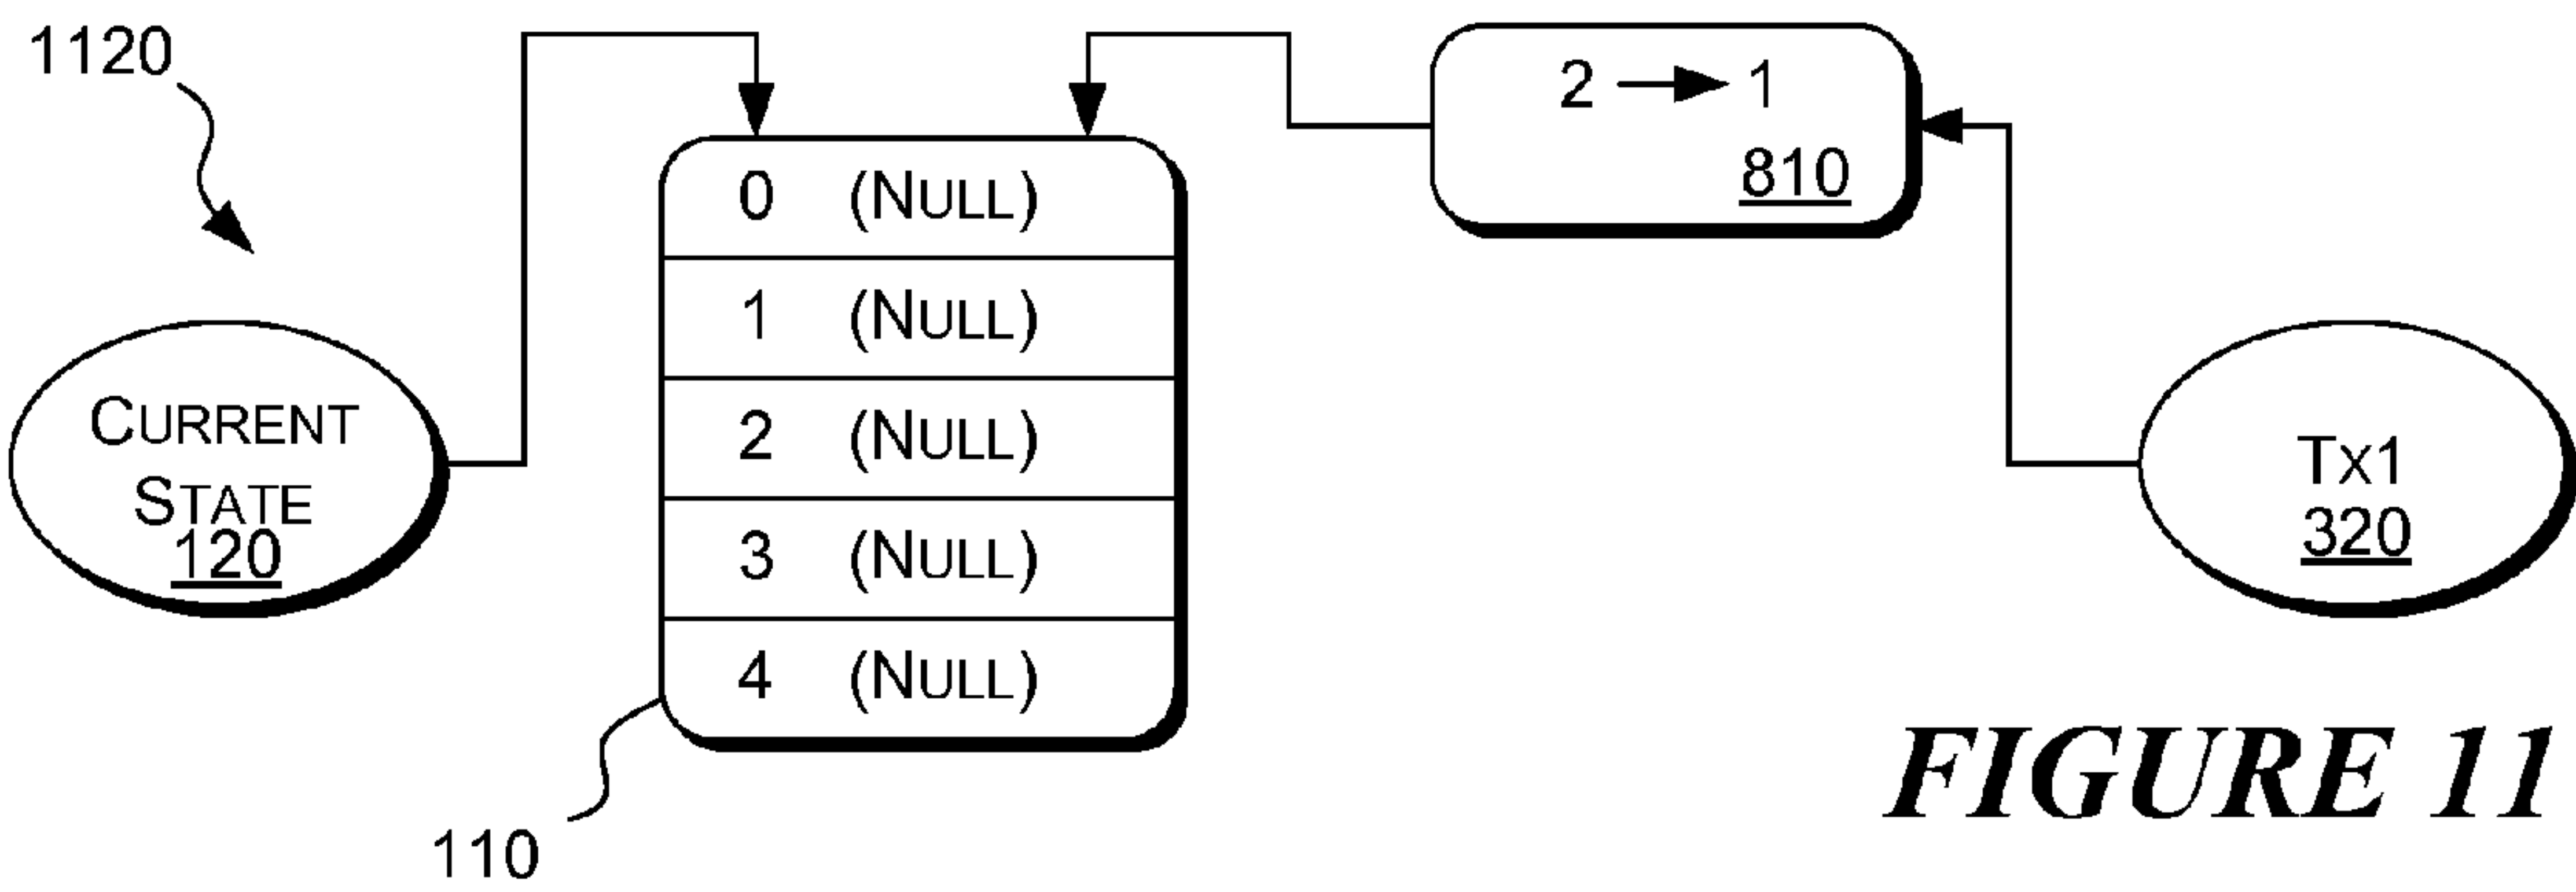 1120
2 → 1
810
0 (NULL)
1 (NULL)
2 (NULL)
3 (NULL)
4 (NULL)
CURRENT
STATE
120
TX1
320
110
FIGURE 11